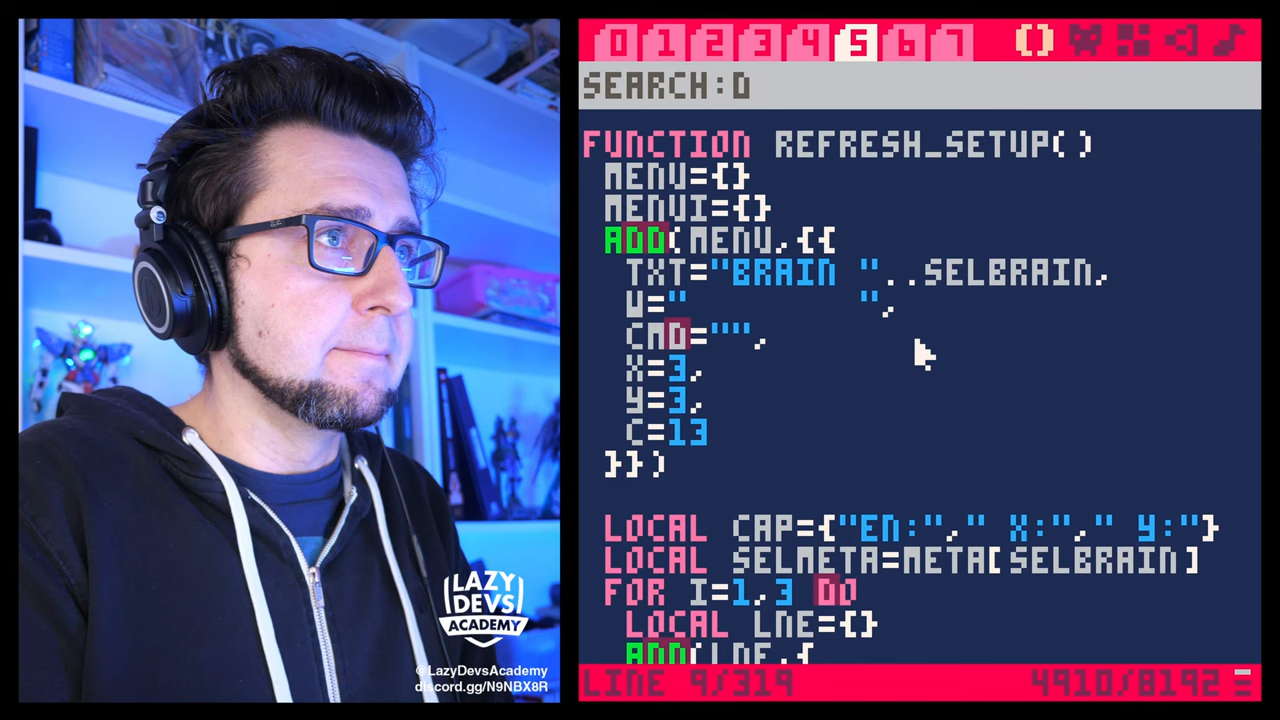 0 1 2 3 4 5 6 7 ()
SEARCH:D
FUNCTION REFRESH_SETUP()
MENU={}
MENUI={}
ADD(MENU,{{
TXT="BRAIN "..SELBRAIN,
W="        ",
CMD="",
X=3,
Y=3,
C=13
}})
LOCAL CAP={"EN:"," X:"," Y:"}
LOCAL SELMETA=META[SELBRAIN]
FOR I=1,3 DO
LOCAL LNE={}
ADD(LNE,{
LINE 9/319 4910/8192
LAZY
DEVS
ACADEMY
@LazyDevsAcademy
discord.gg/N9NBX8R